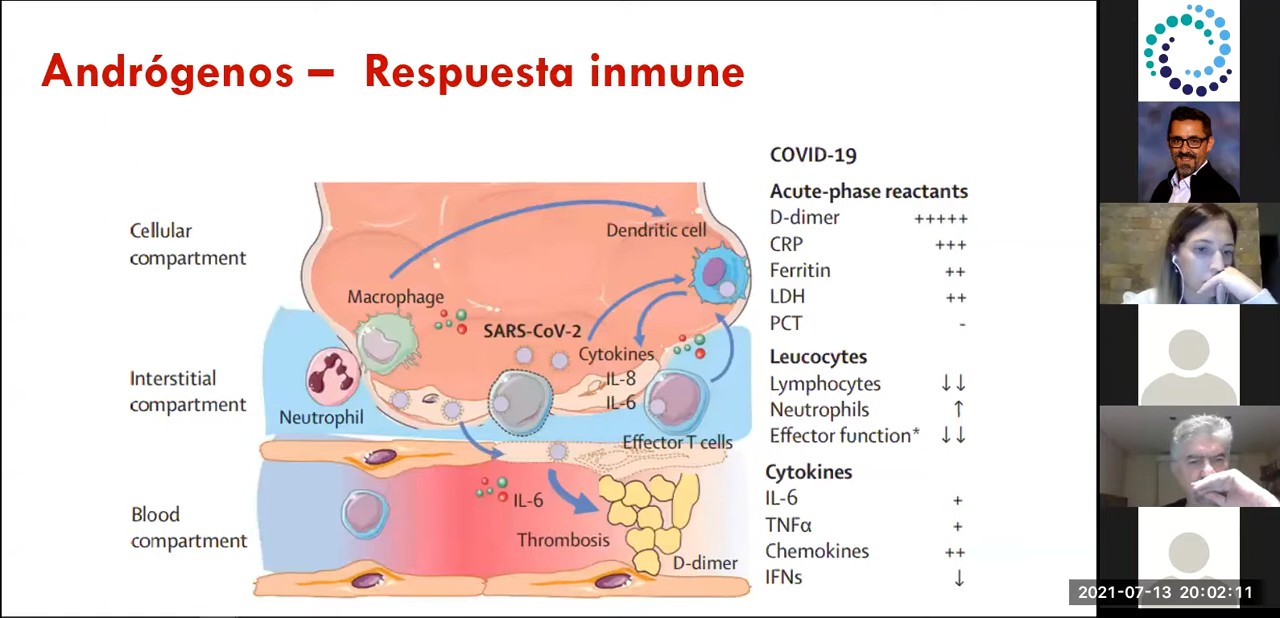 Andrógenos – Respuesta inmune
Cellular
compartment
Interstitial
compartment
Blood
compartment
Dendritic cell
Macrophage
SARS-CoV-2
Cytokines
IL-8
IL-6
Neutrophil
Effector T cells
IL-6
Thrombosis
D-dimer
COVID-19
Acute-phase reactants
D-dimer +++++
CRP +++
Ferritin ++
LDH ++
PCT -
Leucocytes
Lymphocytes ↓↓
Neutrophils ↑
Effector function* ↓↓
Cytokines
IL-6 +
TNFα +
Chemokines ++
IFNs ↓
2021-07-13 20:02:11